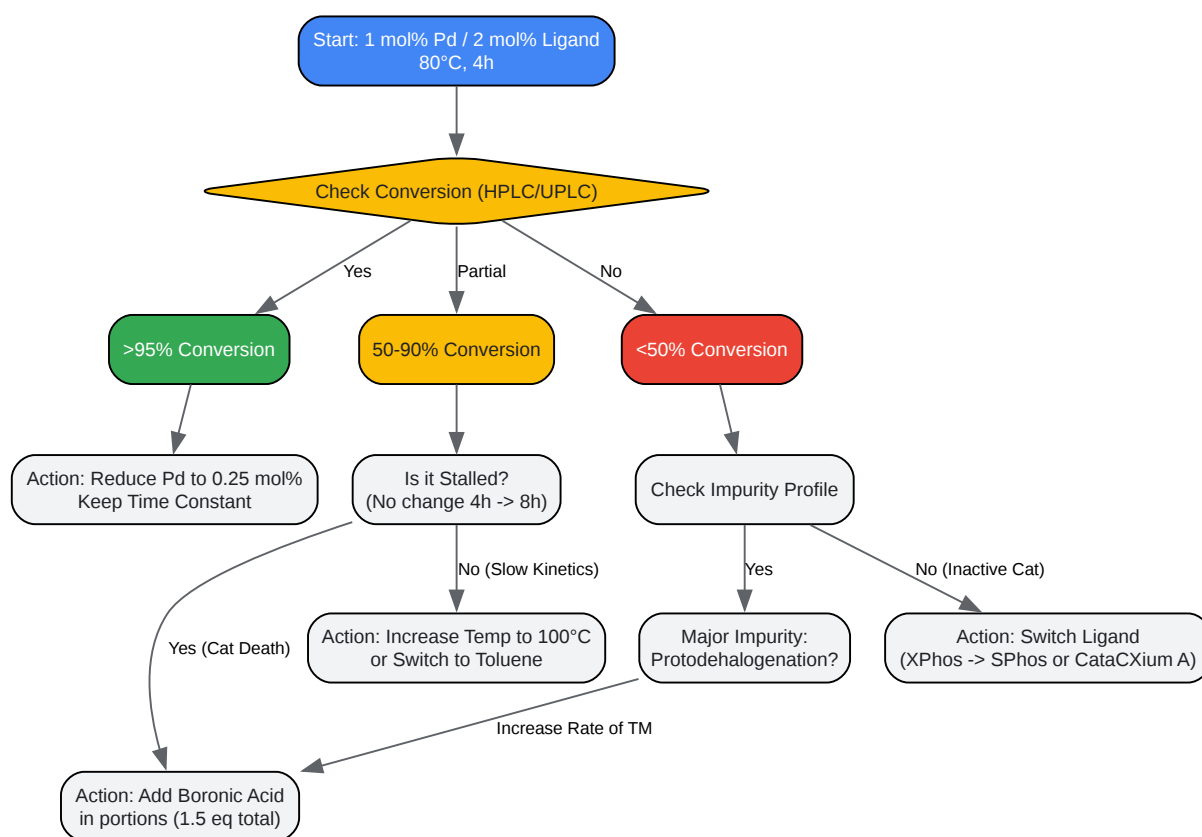 Start: 1 mol% Pd / 2 mol% Ligand
80°C, 4h
Check Conversion (HPLC/UPLC)
Yes
Partial
No
>95% Conversion
50-90% Conversion
<50% Conversion
Action: Reduce Pd to 0.25 mol%
Keep Time Constant
Is it Stalled?
(No change 4h -> 8h)
Check Impurity Profile
No (Slow Kinetics)
Yes
No (Inactive Cat)
Yes (Cat Death)
Action: Increase Temp to 100°C
or Switch to Toluene
Major Impurity:
Protodehalogenation?
Action: Switch Ligand
(XPhos -> SPhos or CataCXium A)
Increase Rate of TM
Action: Add Boronic Acid
in portions (1.5 eq total)